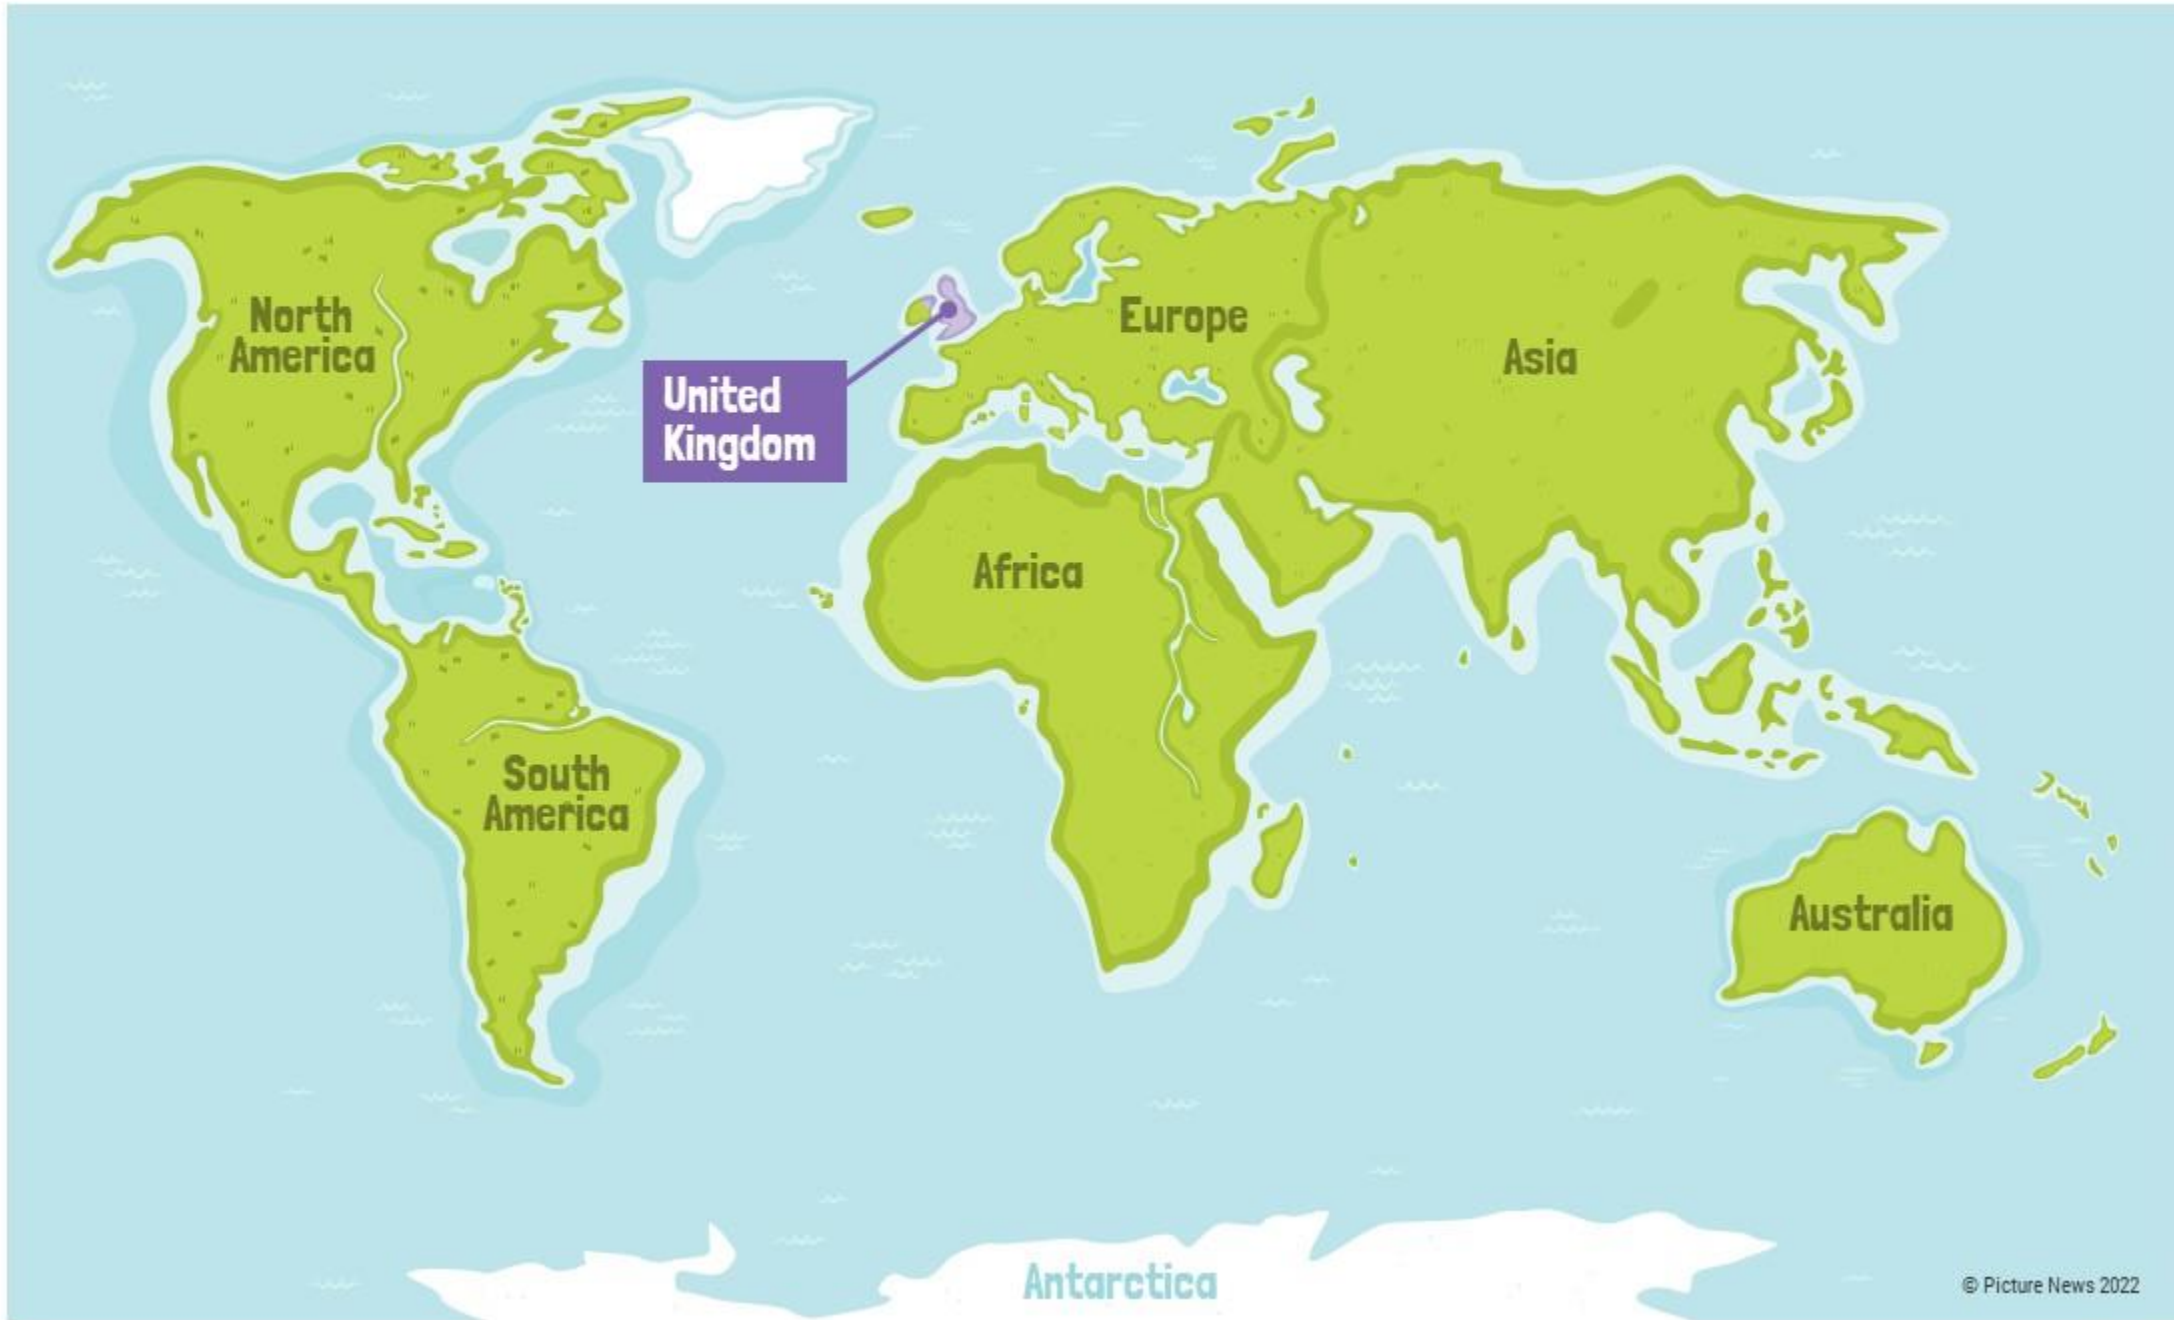 North
America
Europe
Asia
United
Kingdom
Africa
South
America
Australia
Antarctica
© Picture News 2022